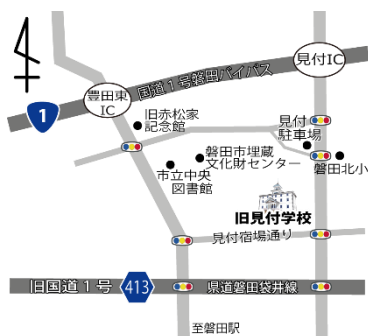 国道1号磐田バイパス
見付IC
豊田東
IC
1
旧赤松家
記念館
見付
駐車場
磐田市埋蔵
文化財センター
磐田北小
市立中央
図書館
旧見付学校
見付宿場通り
旧国道1号
413
県道磐田袋井線
至磐田駅